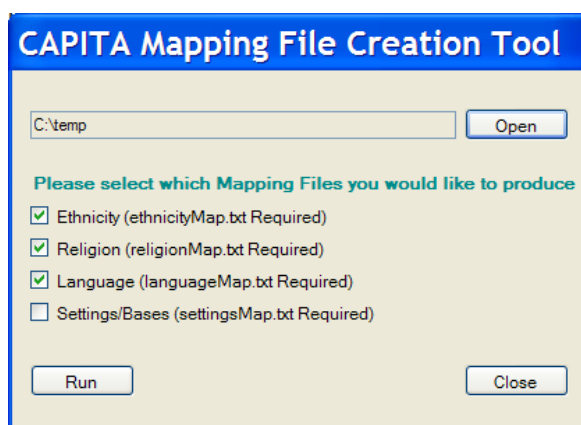 CAPITA Mapping File Creation Tool
C:\temp
Open
Please select which Mapping Files you would like to produce
Ethnicity (ethnicityMap.txt Required)
Religion (religionMap.txt Required)
Language (languageMap.txt Required)
Settings/Bases (settingsMap.txt Required)
Run
Close